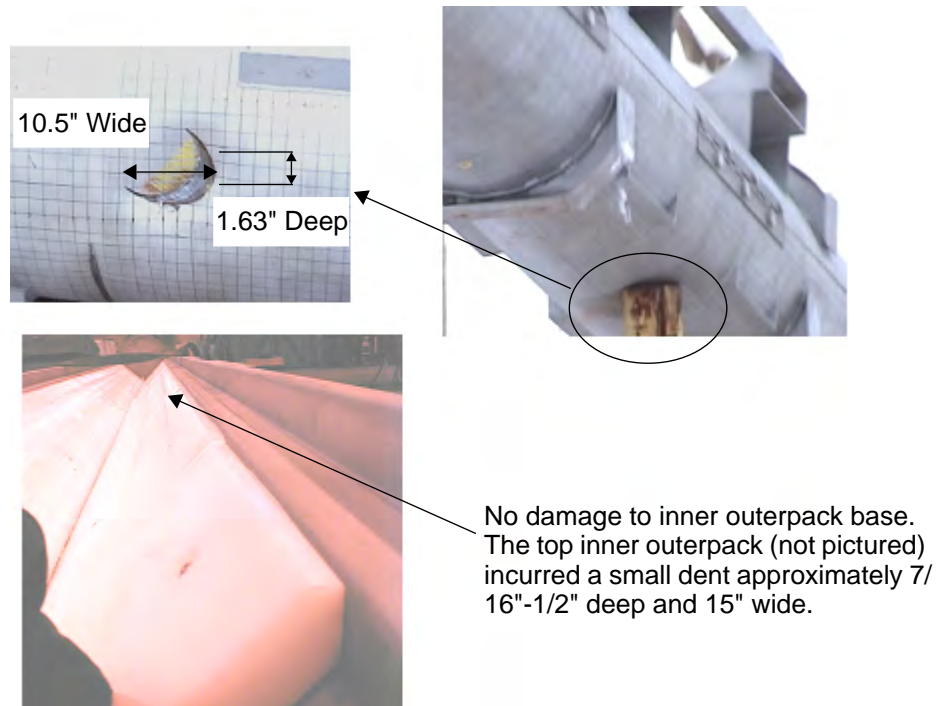 10.5" Wide
1.63" Deep
No damage to inner outerpack base.
The top inner outerpack (not pictured)
incurred a small dent approximately 7/
16"-1/2" deep and 15" wide.